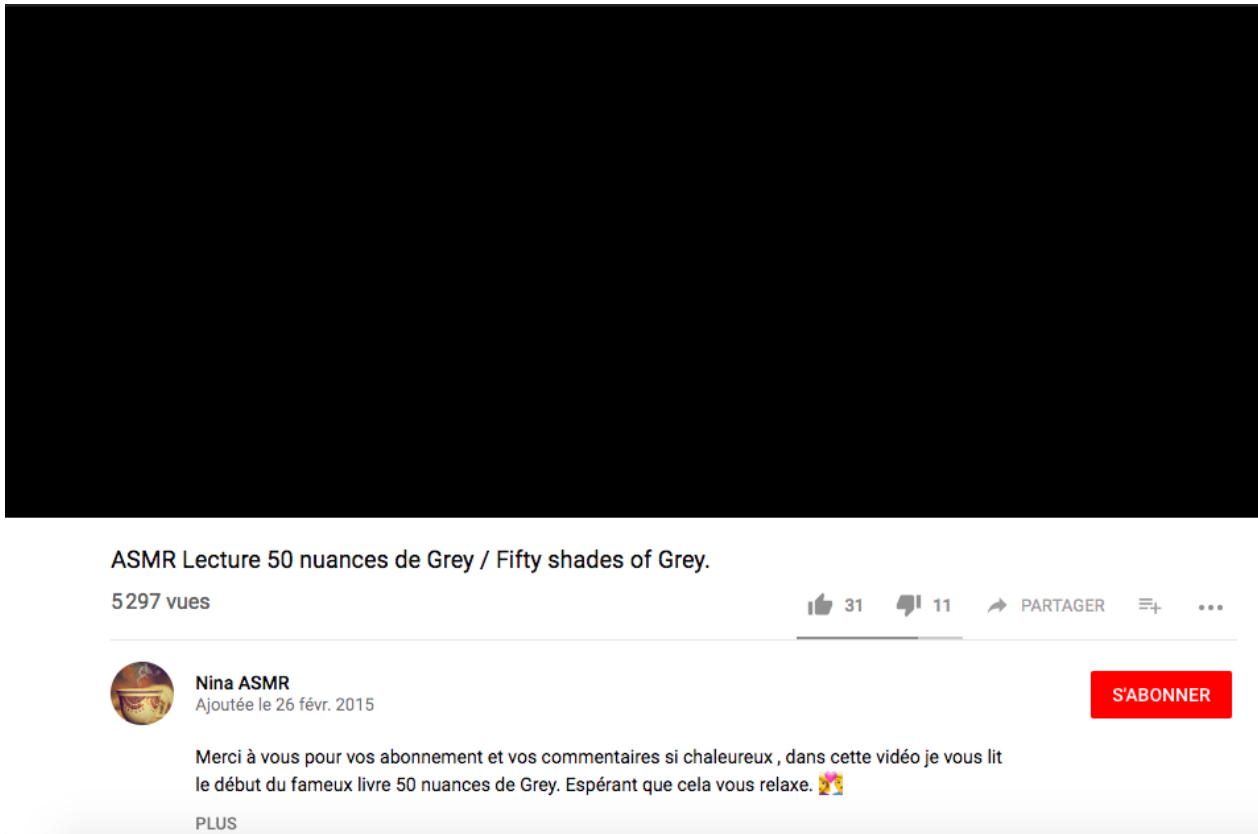 ASMR Lecture 50 nuances de Grey / Fifty shades of Grey.
5 297 vues
31 11 PARTAGER
Nina ASMR
Ajoutée le 26 févr. 2015
S'ABONNER
Merci à vous pour vos abonnement et vos commentaires si chaleureux , dans cette vidéo je vous lit
le début du fameux livre 50 nuances de Grey. Espérant que cela vous relaxe. 💏
PLUS